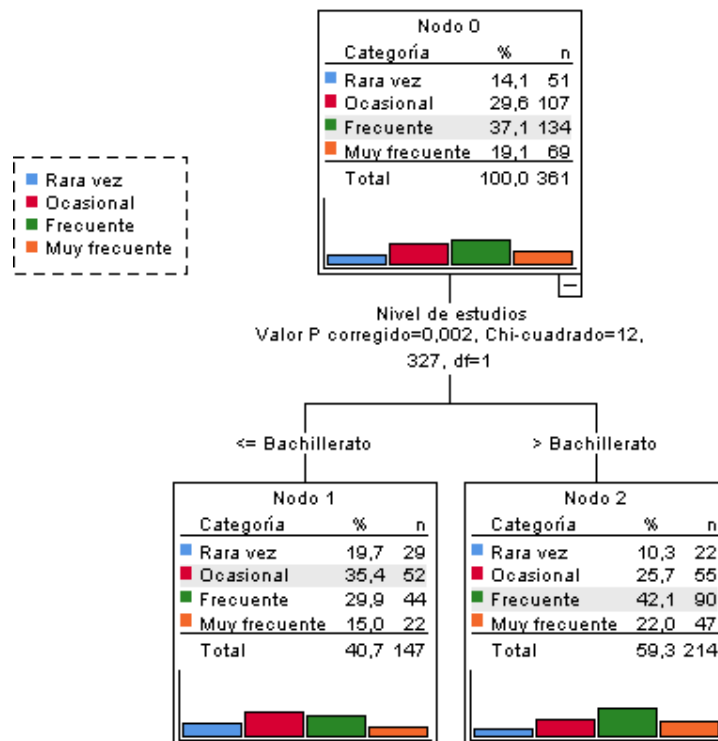 Nodo 0
Categoría % n
Rara vez 14,1 51
Ocasional 29,6 107
Frecuente 37,1 134
Muy frecuente 19,1 69
Total 100,0 361
Rara vez
Ocasional
Frecuente
Muy frecuente
Nivel de estudios
Valor P corregido=0,002, Chi-cuadrado=12,
327, df=1
<= Bachillerato
> Bachillerato
Nodo 1
Categoría % n
Rara vez 19,7 29
Ocasional 35,4 52
Frecuente 29,9 44
Muy frecuente 15,0 22
Total 40,7 147
Nodo 2
Categoría % n
Rara vez 10,3 22
Ocasional 25,7 55
Frecuente 42,1 90
Muy frecuente 22,0 47
Total 59,3 214